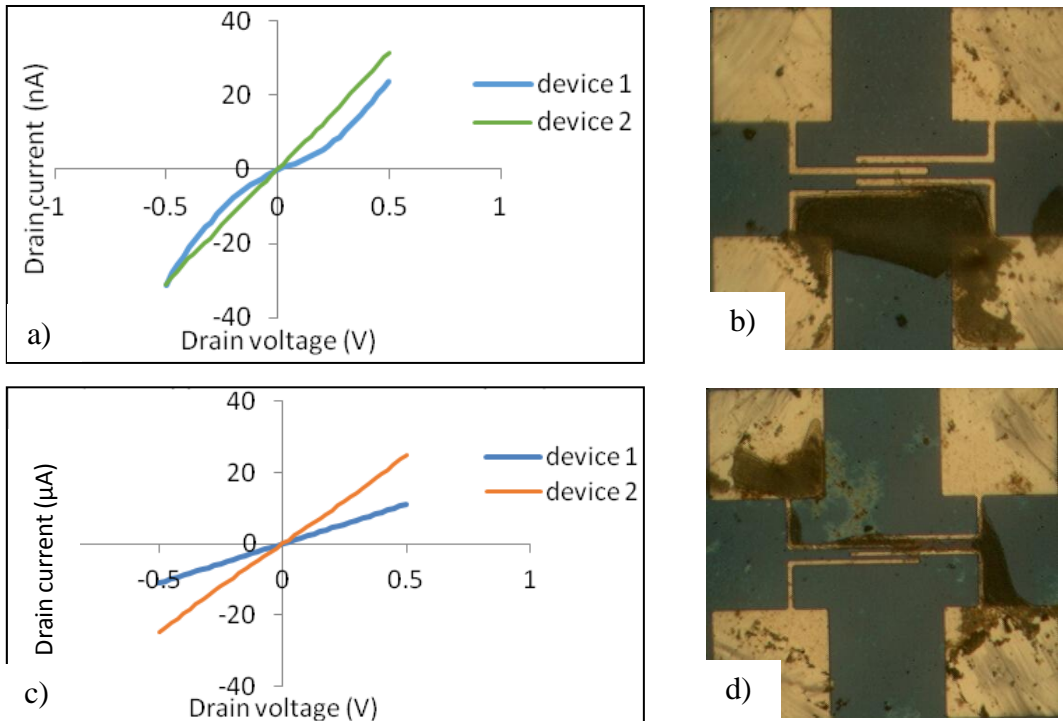 40
20
0
-20
-40
-1
-0.5
0
0.5
1
Drain current (nA)
Drain voltage (V)
device 1
device 2
a)
b)
40
20
0
-20
-40
-0.5
0
0.5
1
Drain current (µA)
Drain voltage (V)
device 1
device 2
c)
d)